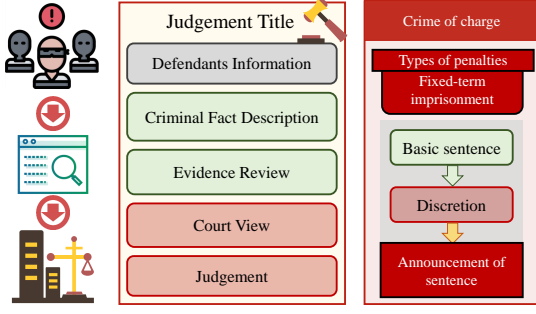 Judgement Title
Defendants Information
Criminal Fact Description
Evidence Review
Court View
Judgement
Crime of charge
Types of penalties
Fixed-term
imprisonment
Basic sentence
Discretion
Announcement of
sentence